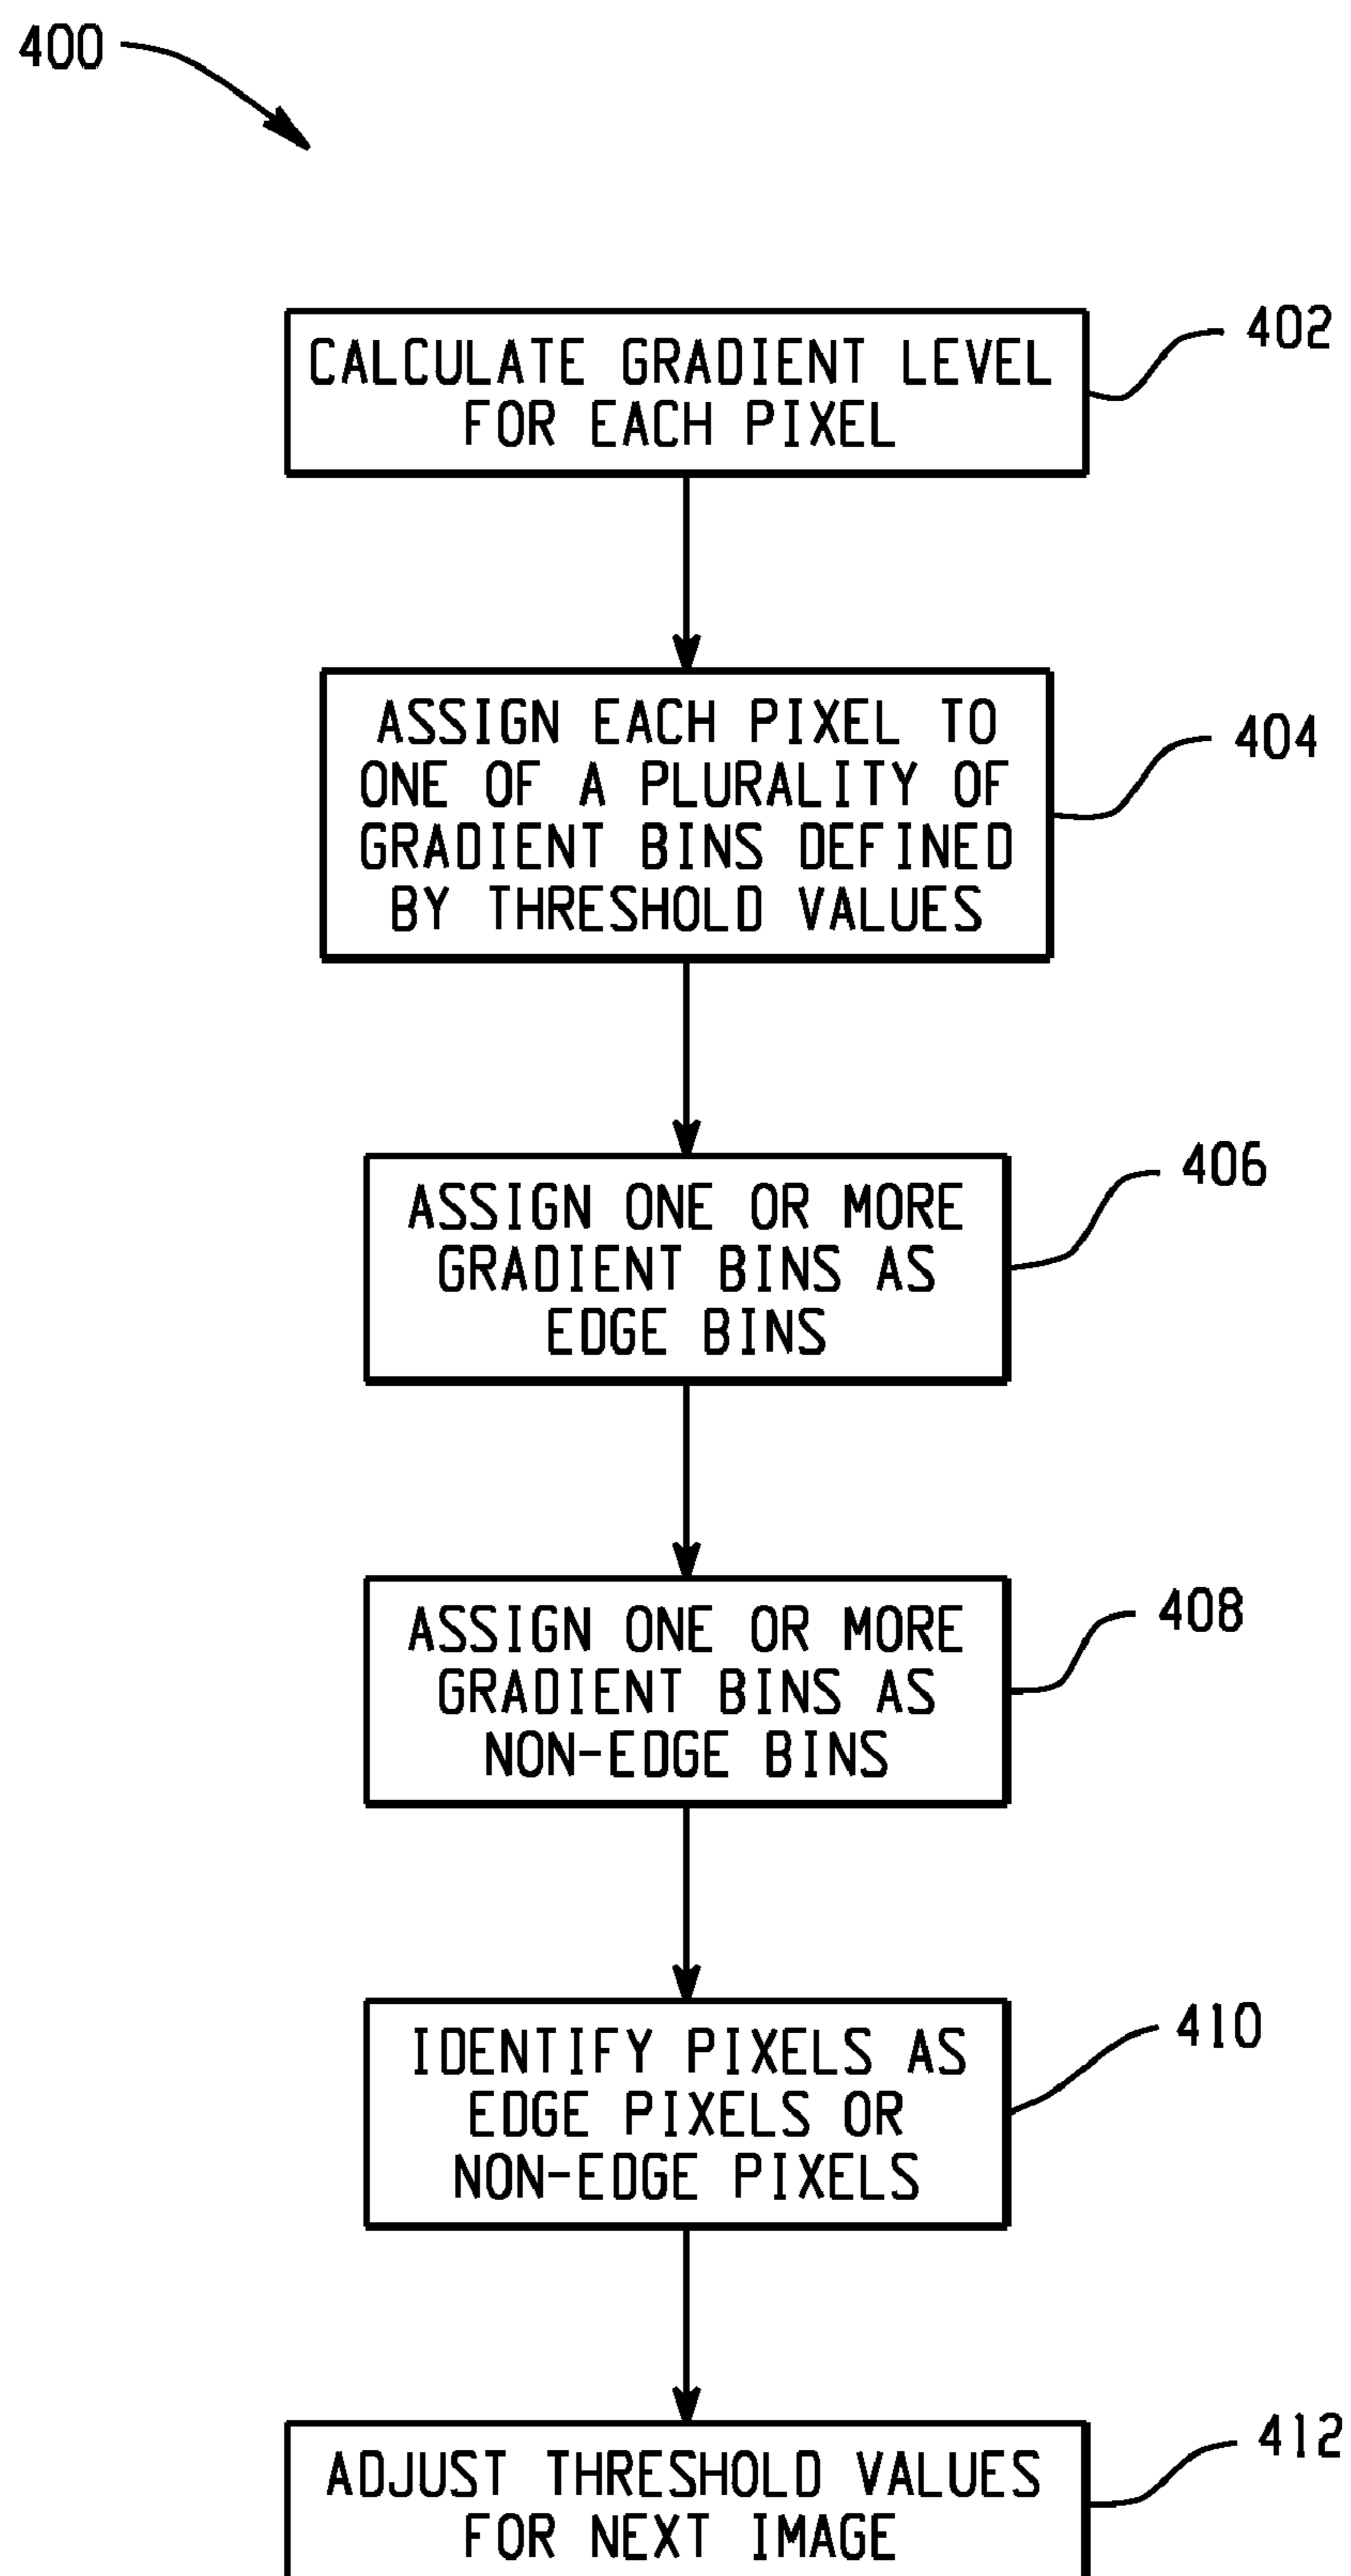 400
CALCULATE GRADIENT LEVEL
FOR EACH PIXEL
402
ASSIGN EACH PIXEL TO
ONE OF A PLURALITY OF
GRADIENT BINS DEFINED
BY THRESHOLD VALUES
404
ASSIGN ONE OR MORE
GRADIENT BINS AS
EDGE BINS
406
ASSIGN ONE OR MORE
GRADIENT BINS AS
NON-EDGE BINS
408
IDENTIFY PIXELS AS
EDGE PIXELS OR
NON-EDGE PIXELS
410
ADJUST THRESHOLD VALUES
FOR NEXT IMAGE
412